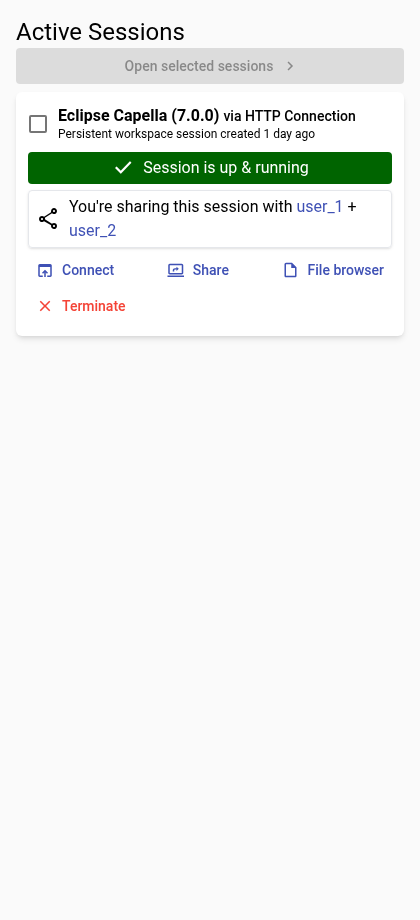 Active Sessions
Open selected sessions
Eclipse Capella (7.0.0) via HTTP Connection
Persistent workspace session created 1 day ago
Session is up & running
You're sharing this session with user_1 +
user_2
Connect Share File browser
Terminate